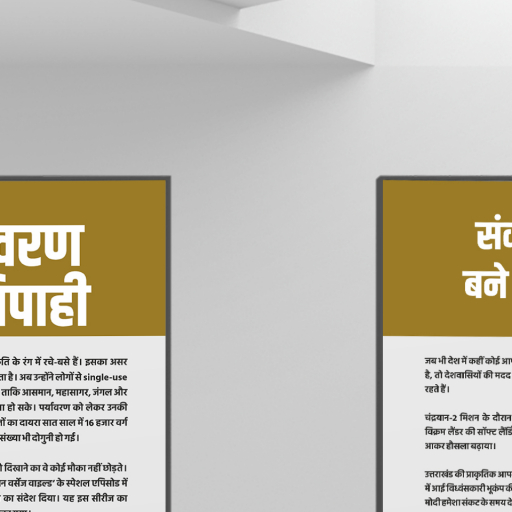 वरण
पाही
के रंग में रचे-बसे हैं। इसका असर
है। अब उन्होंने लोगों से single-use
ताकि आसमान, महासागर, जंगल और
हो सके। पर्यावरण को लेकर उनकी
का दायरा सात साल में 16 हजार वर्ग
संख्या भी दोगुनी हो गई।
दिखाने का वे कोई मौका नहीं छोड़ते।
वर्सेज वाइल्ड’ के स्पेशल एपिसोड में
का संदेश दिया। यह इस सीरीज का
बने
जब भी देश में कहीं कोई
है, तो देशवासियों की मदद
रहते हैं।
चंद्रयान-2 मिशन के दौरान
विक्रम लैंडर की सॉफ्ट
आकर हौसला बढ़ाया।
उत्तराखंड की प्राकृतिक
में आई विध्वंसकारी भूकंप
मोदी हमेशा संकट के समय